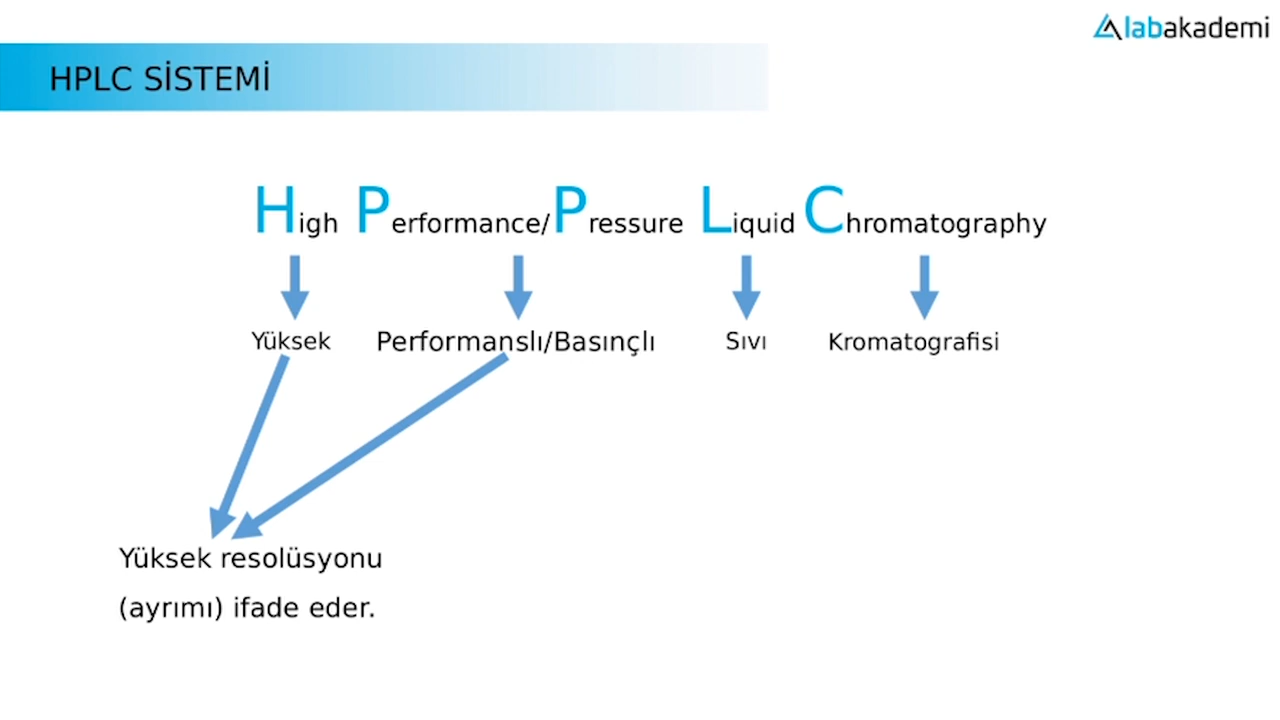 labakademi
HPLC SİSTEMİ
High Performance/Pressure Liquid Chromatography
Yüksek Performanslı/Basınçlı Sıvı Kromatografisi
Yüksek resolüsyonu
(ayrımı) ifade eder.